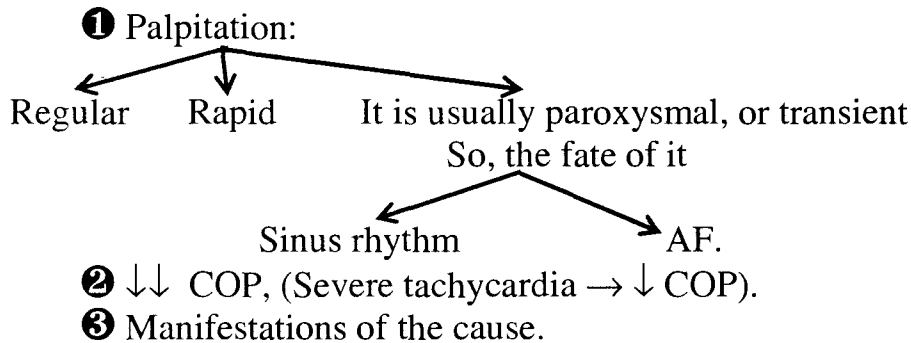 ❶ Palpitation:
Regular Rapid It is usually paroxysmal, or transient
So, the fate of it
Sinus rhythm AF.
❷ ↓↓ COP, (Severe tachycardia → ↓ COP).
❸ Manifestations of the cause.